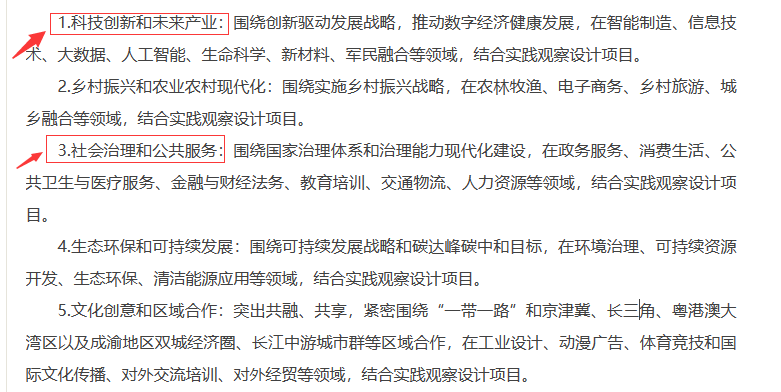 1.科技创新和未来产业：围绕创新驱动发展战略，推动数字经济健康发展，在智能制造、信息技
术、大数据、人工智能、生命科学、新材料、军民融合等领域，结合实践观察设计项目。
2.乡村振兴和农业农村现代化：围绕实施乡村振兴战略，在农林牧渔、电子商务、乡村旅游、城
乡融合等领域，结合实践观察设计项目。
3.社会治理和公共服务：围绕国家治理体系和治理能力现代化建设，在政务服务、消费生活、公
共卫生与医疗服务、金融与财经法务、教育培训、交通物流、人力资源等领域，结合实践观察设计项
目。
4.生态环保和可持续发展：围绕可持续发展战略和碳达峰碳中和目标，在环境治理、可持续资源
开发、生态环保、清洁能源应用等领域，结合实践观察设计项目。
5.文化创意和区域合作：突出共融、共享，紧密围绕“一带一路”和京津冀、长三角、粤港澳大
湾区以及成渝地区双城经济圈、长江中游城市群等区域合作，在工业设计、动漫广告、体育竞技和国
际文化传播、对外交流培训、对外经贸等领域，结合实践观察设计项目。